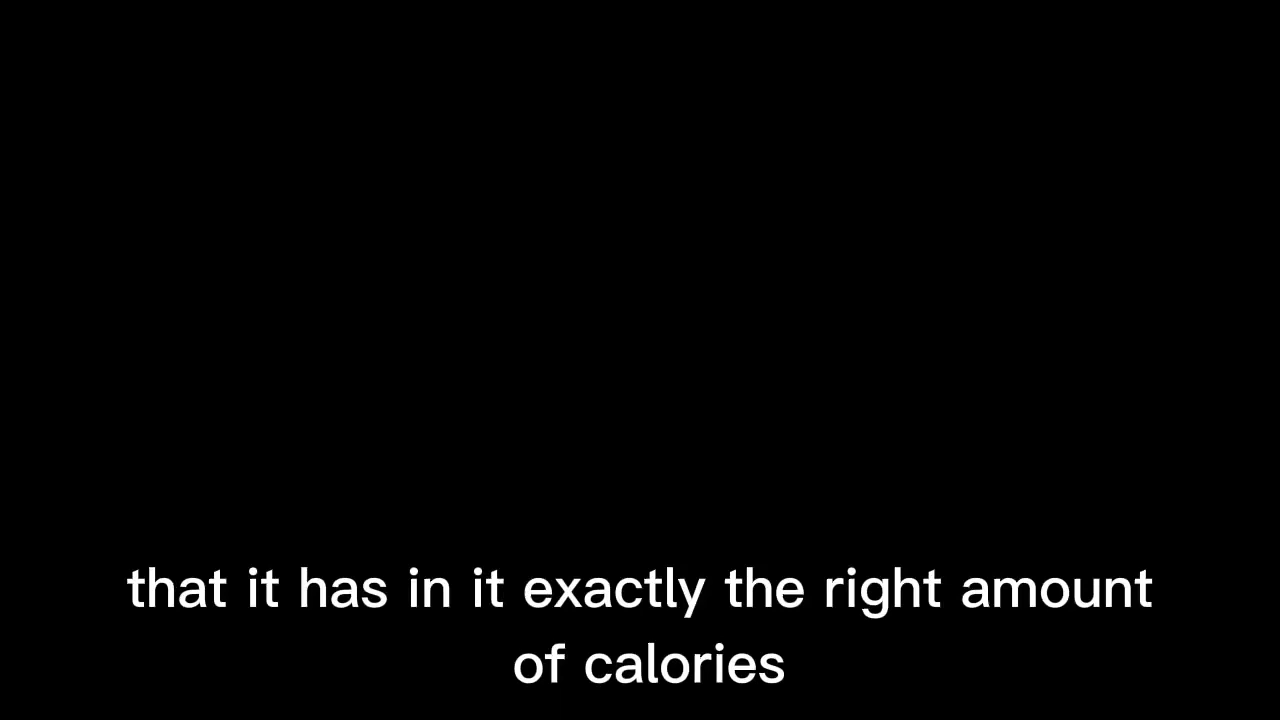 that it has in it exactly the right amount
of calories